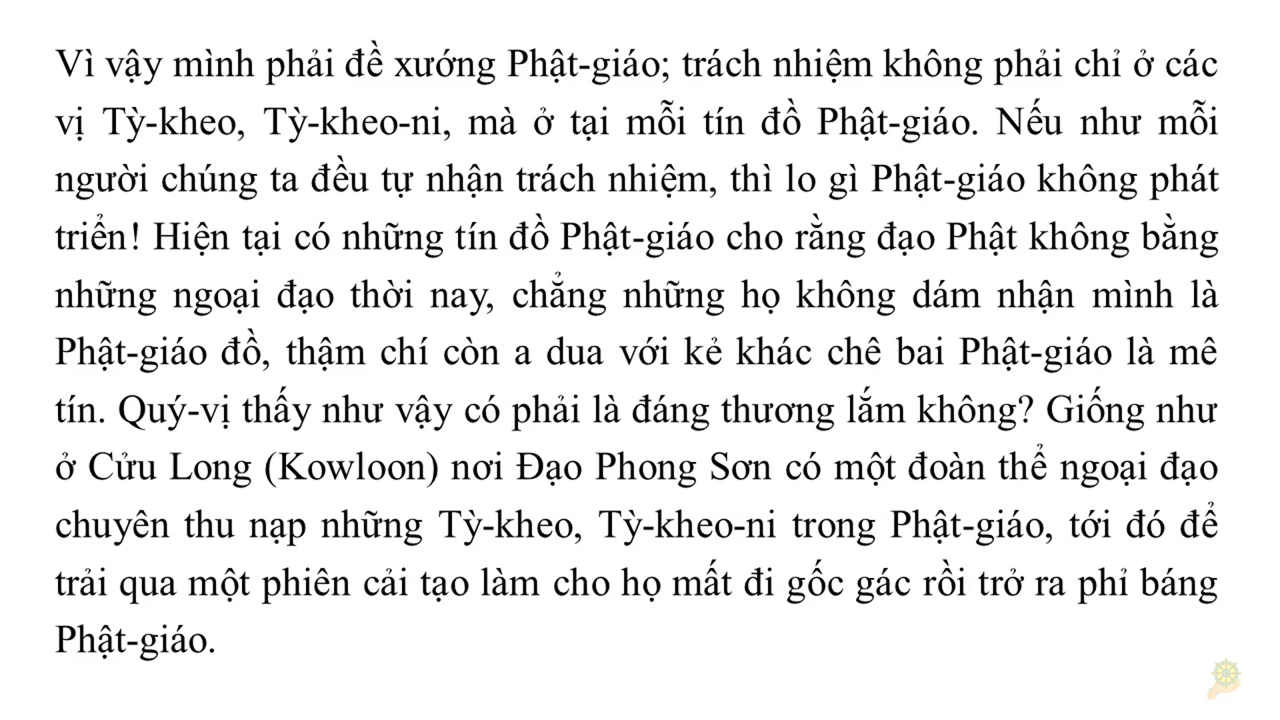 Vì vậy mình phải đề xướng Phật-giáo; trách nhiệm không phải chỉ ở các
vị Tỳ-kheo, Tỳ-kheo-ni, mà ở tại mỗi tín đồ Phật-giáo. Nếu như mỗi
người chúng ta đều tự nhận trách nhiệm, thì lo gì Phật-giáo không phát
triển! Hiện tại có những tín đồ Phật-giáo cho rằng đạo Phật không bằng
những ngoại đạo thời nay, chẳng những họ không dám nhận mình là
Phật-giáo đồ, thậm chí còn a dua với kẻ khác chê bai Phật-giáo là mê
tín. Quý-vị thấy như vậy có phải là đáng thương lắm không? Giống như
ở Cửu Long (Kowloon) nơi Đạo Phong Sơn có một đoàn thể ngoại đạo
chuyên thu nạp những Tỳ-kheo, Tỳ-kheo-ni trong Phật-giáo, tới đó để
trải qua một phiên cải tạo làm cho họ mất đi gốc gác rồi trở ra phỉ báng
Phật-giáo.